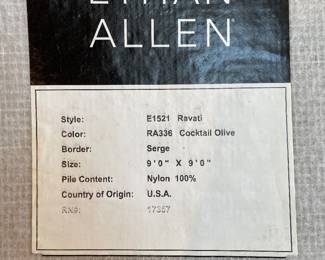 ETHAN
ALLEN
Style: E1521 Ravati
Color: RA336 Cocktail Olive
Border: Serge
Size: 9'0" X 9'0"
Pile Content: Nylon 100%
Country of Origin: U.S.A.
RN#: 17357